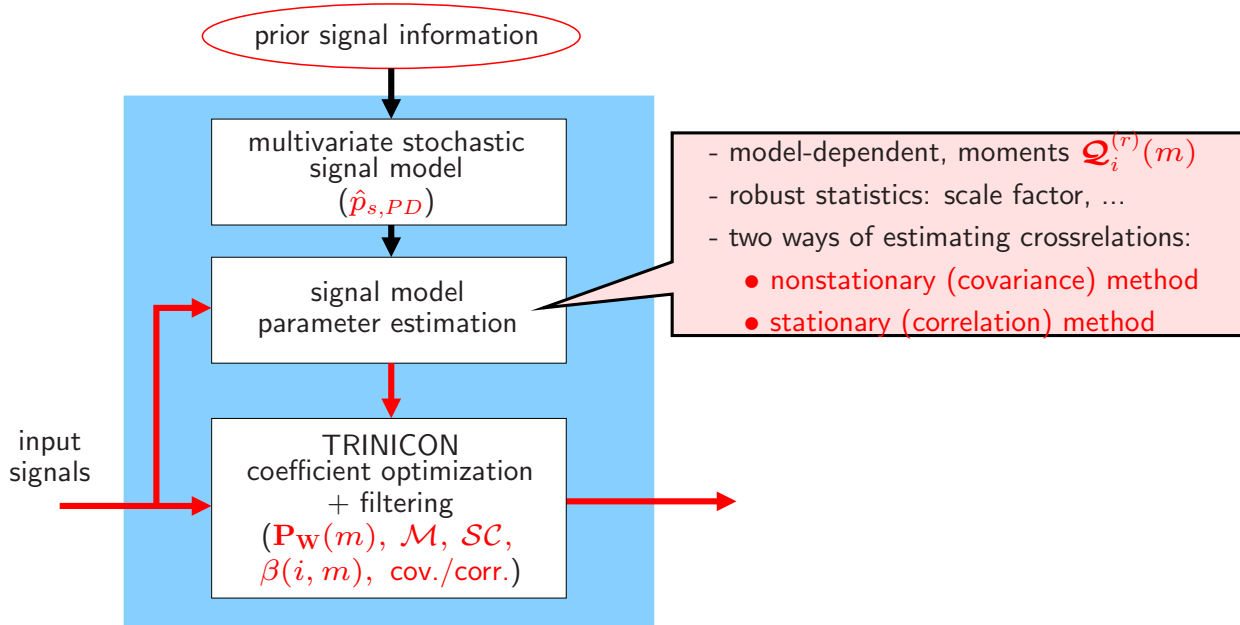 prior signal information
multivariate stochastic
signal model
(p̂_{s,PD})
signal model
parameter estimation
- model-dependent, moments 𝓠_i^{(r)}(m)
- robust statistics: scale factor, ...
- two ways of estimating crossrelations:
• nonstationary (covariance) method
• stationary (correlation) method
input
signals
TRINICON
coefficient optimization
+ filtering
(𝐏_𝐖(m), ℳ, 𝒮𝒞,
β(i, m), cov./corr.)